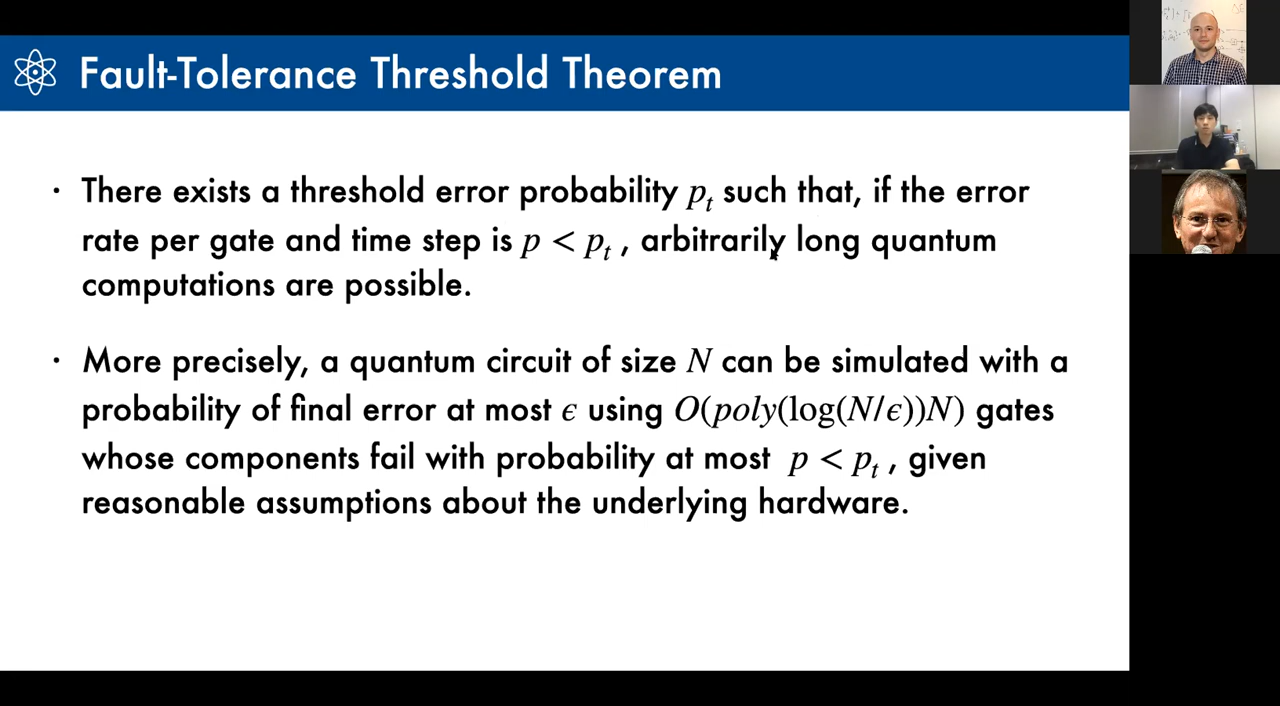 Fault-Tolerance Threshold Theorem
· There exists a threshold error probability pₜ such that, if the error
rate per gate and time step is p < pₜ , arbitrarily long quantum
computations are possible.
· More precisely, a quantum circuit of size N can be simulated with a
probability of final error at most ϵ using O(poly(log(N/ϵ))N) gates
whose components fail with probability at most p < pₜ , given
reasonable assumptions about the underlying hardware.